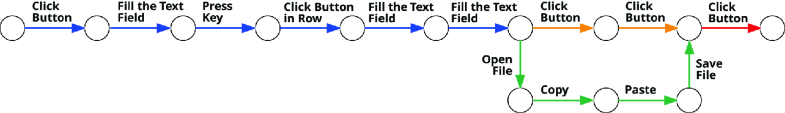 Click
Button
Fill the Text
Field
Press
Key
Click Button
in Row
Fill the Text
Field
Fill the Text
Field
Click
Button
Click
Button
Click
Button
Open
File
Copy
Paste
Save
File